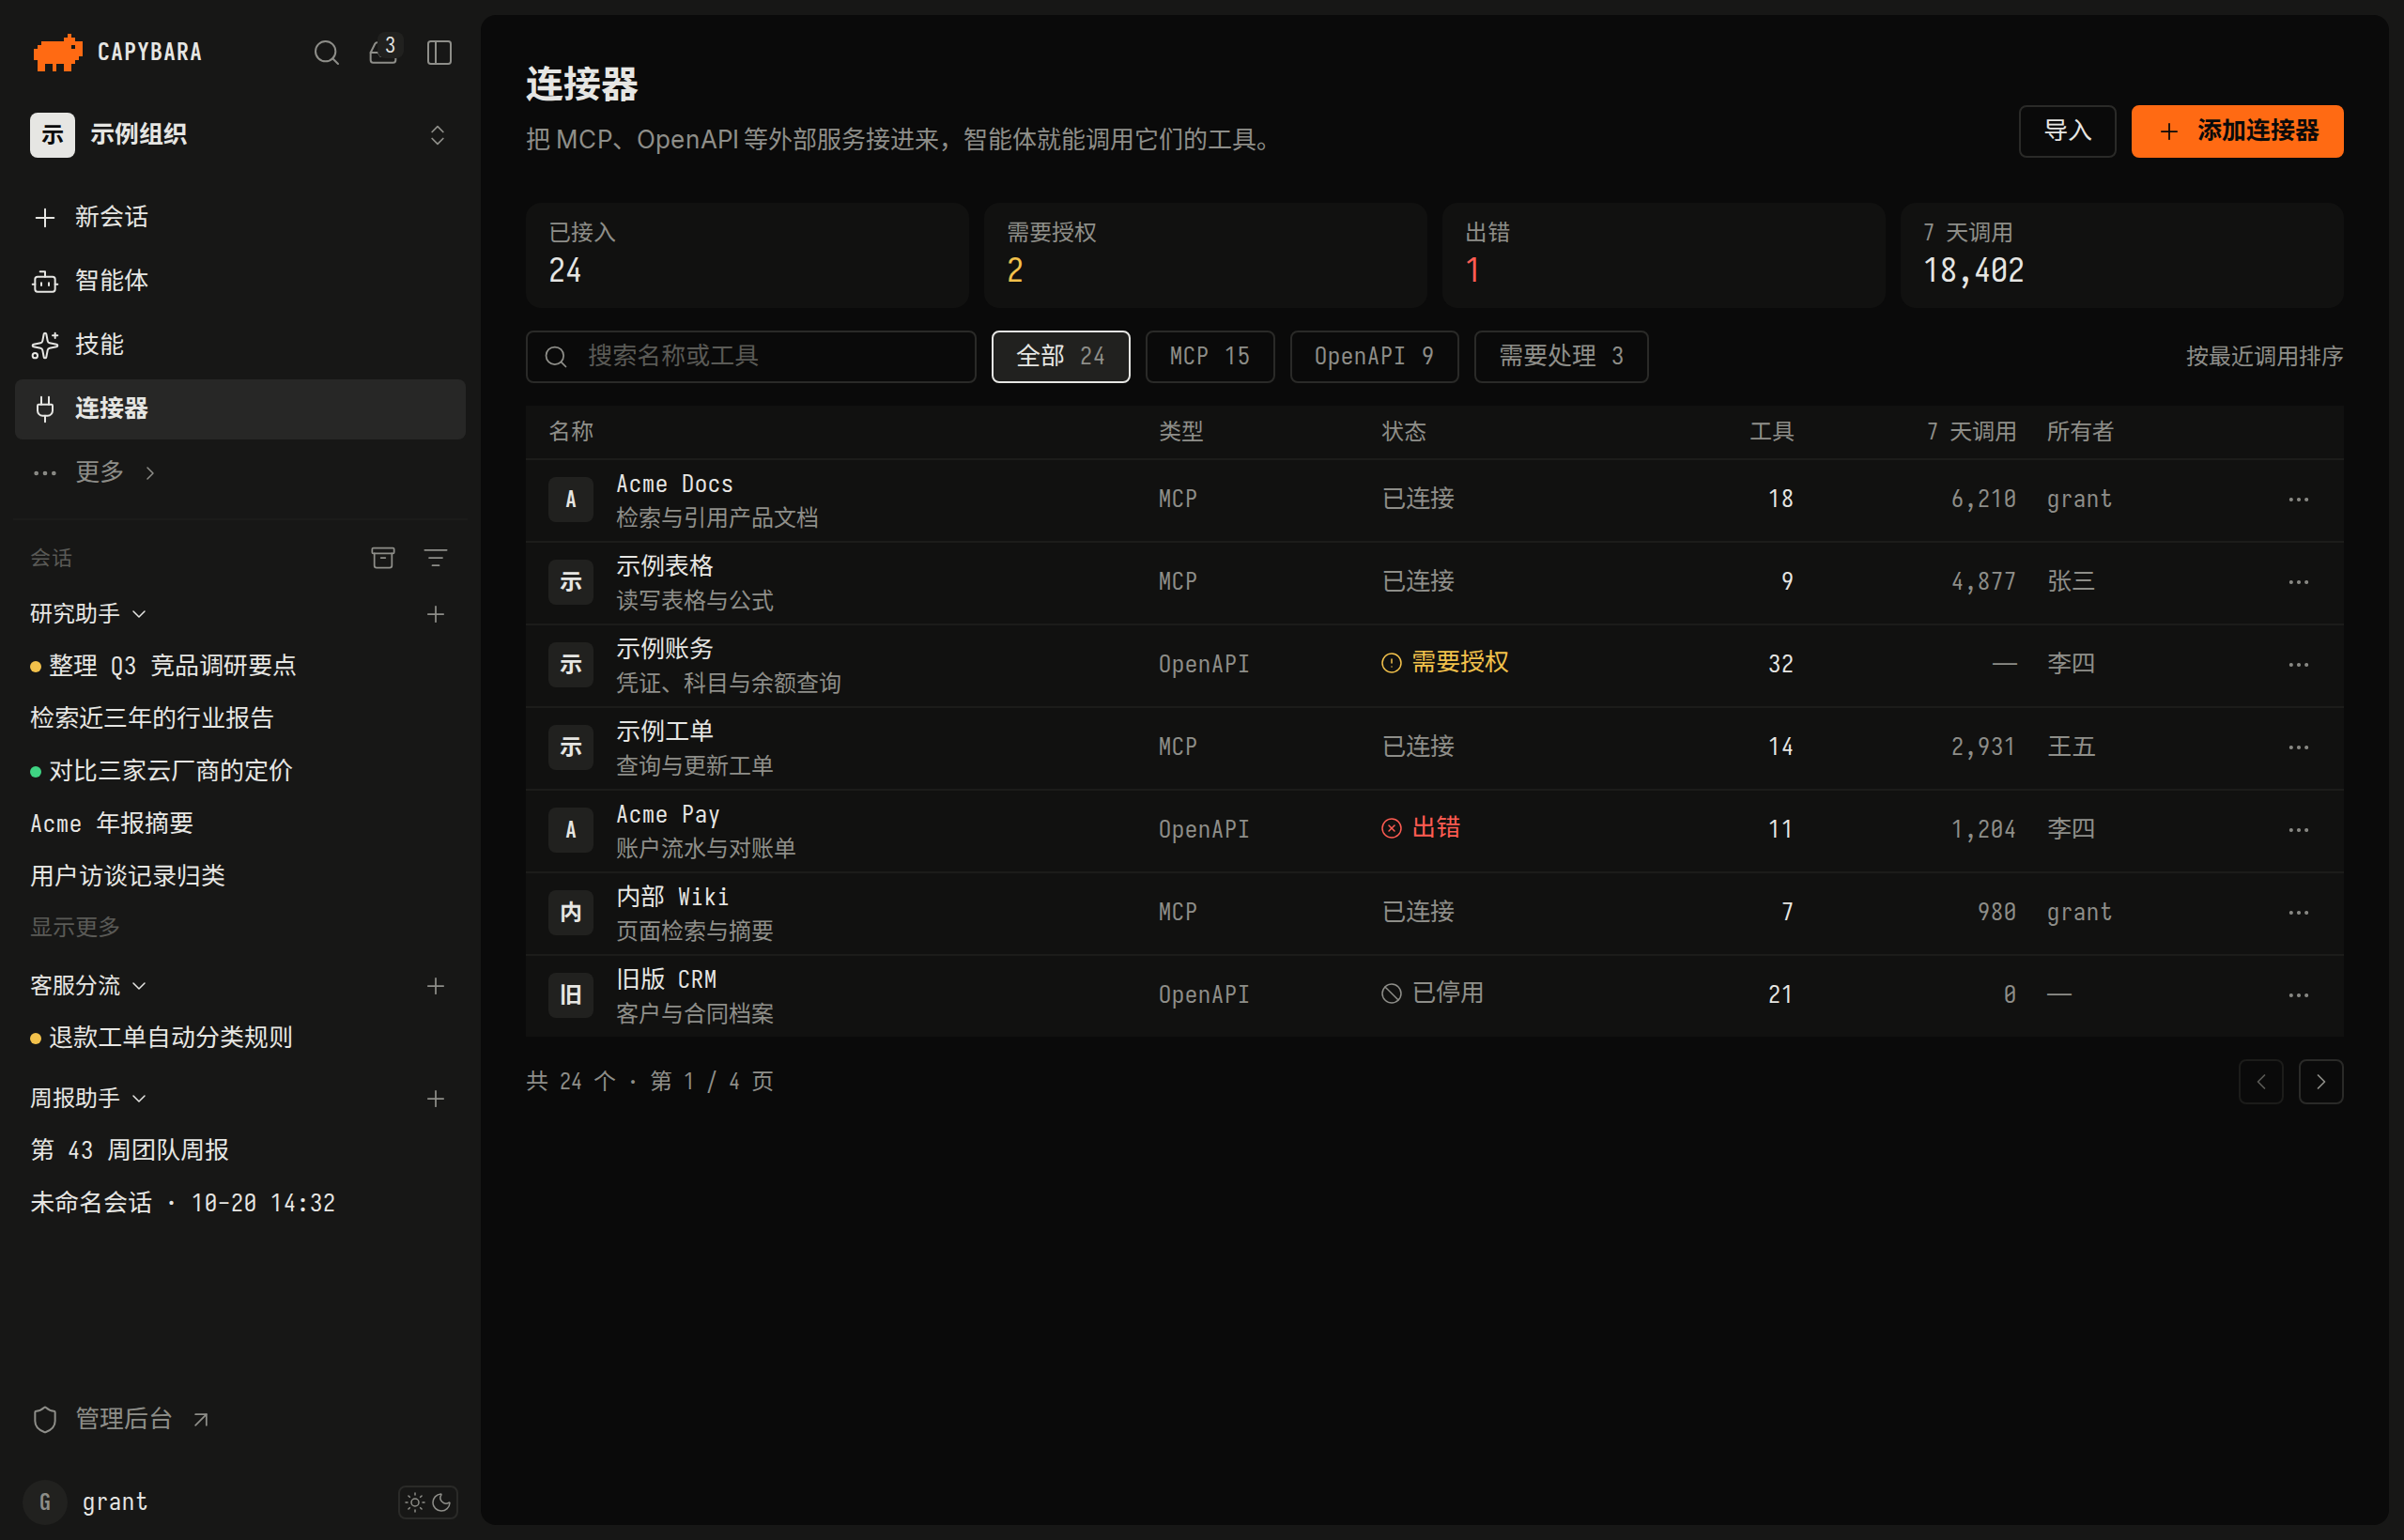 CAPYBARA
3
示 示例组织
新会话
智能体
技能
连接器
更多
会话
研究助手
整理 Q3 竞品调研要点
检索近三年的行业报告
对比三家云厂商的定价
Acme 年报摘要
用户访谈记录归类
显示更多
客服分流
退款工单自动分类规则
周报助手
第 43 周团队周报
未命名会话 · 10-20 14:32
管理后台
G grant
连接器
把 MCP、OpenAPI 等外部服务接进来，智能体就能调用它们的工具。
导入 添加连接器
已接入
24
需要授权
2
出错
1
7 天调用
18,402
搜索名称或工具 全部 24 MCP 15 OpenAPI 9 需要处理 3 按最近调用排序
名称 类型 状态 工具 7 天调用 所有者
A Acme Docs MCP 已连接 18 6,210 grant
检索与引用产品文档
示 示例表格 MCP 已连接 9 4,877 张三
读写表格与公式
示 示例账务 OpenAPI 需要授权 32 — 李四
凭证、科目与余额查询
示 示例工单 MCP 已连接 14 2,931 王五
查询与更新工单
A Acme Pay OpenAPI 出错 11 1,204 李四
账户流水与对账单
内 内部 Wiki MCP 已连接 7 980 grant
页面检索与摘要
旧 旧版 CRM OpenAPI 已停用 21 0 —
客户与合同档案
共 24 个 · 第 1 / 4 页